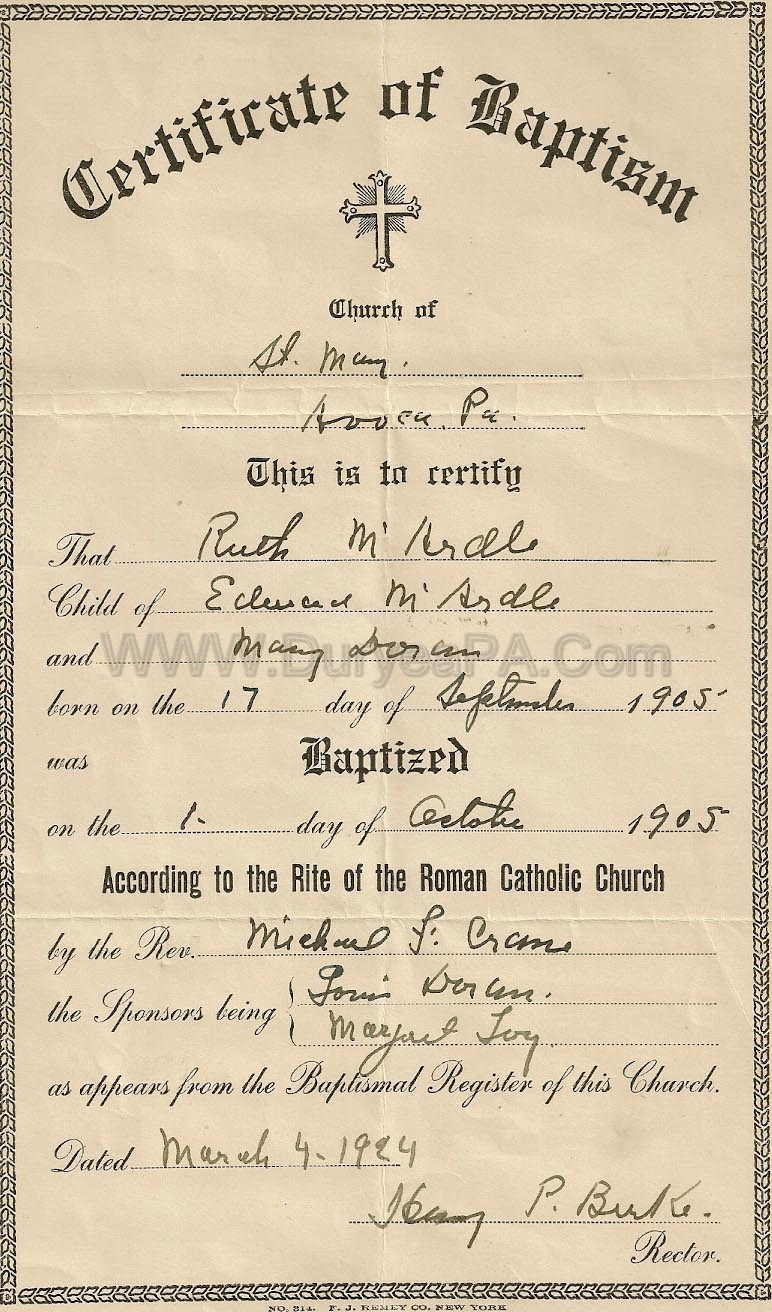 Certificate of Baptism
Church of
St. Mary.
Avoca. Pa.
This is to certify
That Ruth McArdle
Child of Edward McArdle
and Mary Doran
WWW.DuryeaPA.Com
born on the 17 day of September 1905
was Baptized
on the 1. day of October 1905
According to the Rite of the Roman Catholic Church
by the Rev. Michael F. Crane
the Sponsors being Louis Doran.
Margaret
as appears from the Baptismal Register of this Church.
Dated March 4-1924
Henry P. Burke.
Rector.
NO. 314. F. J. REMEY CO. NEW YORK